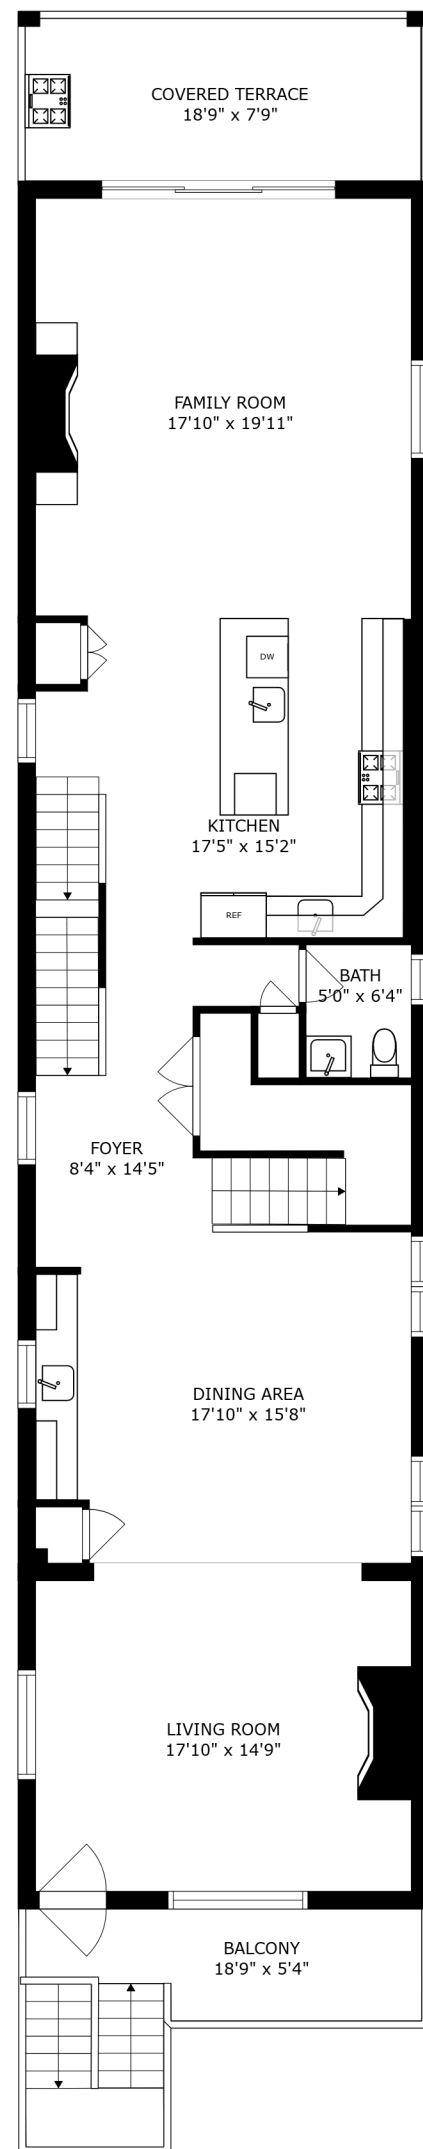 COVERED TERRACE
18'9" x 7'9"
FAMILY ROOM
17'10" x 19'11"
DW
KITCHEN
17'5" x 15'2"
REF
BATH
5'0" x 6'4"
FOYER
8'4" x 14'5"
DINING AREA
17'10" x 15'8"
LIVING ROOM
17'10" x 14'9"
BALCONY
18'9" x 5'4"